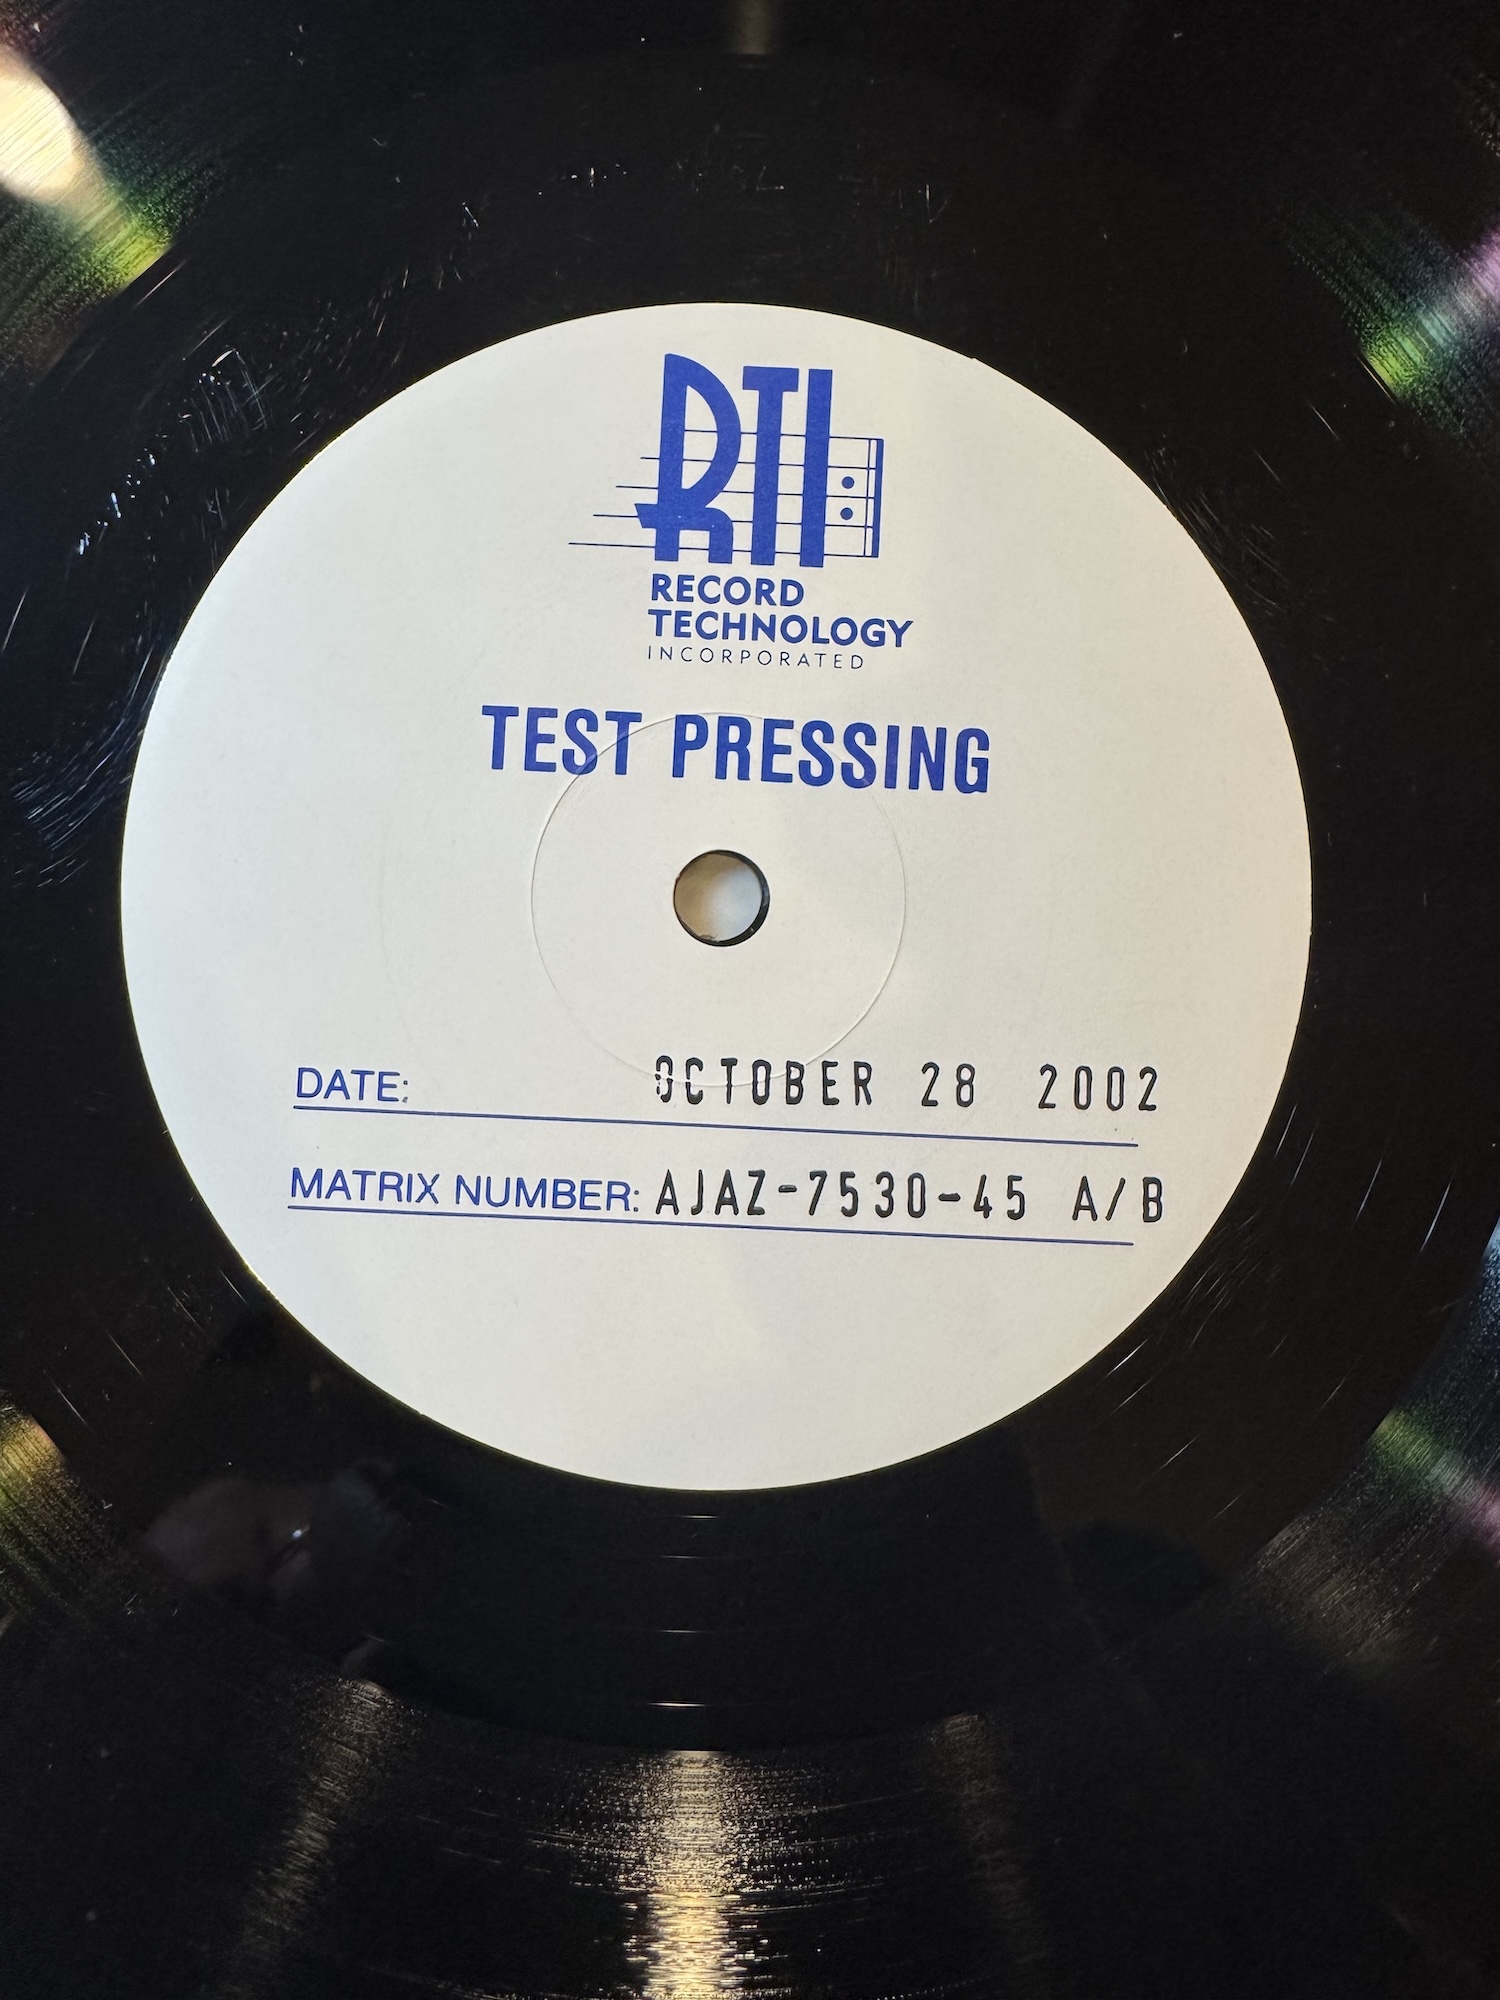 RTI
RECORD
TECHNOLOGY
INCORPORATED
TEST PRESSING
DATE: OCTOBER 28 2002
MATRIX NUMBER: AJAZ-7530-45 A/B